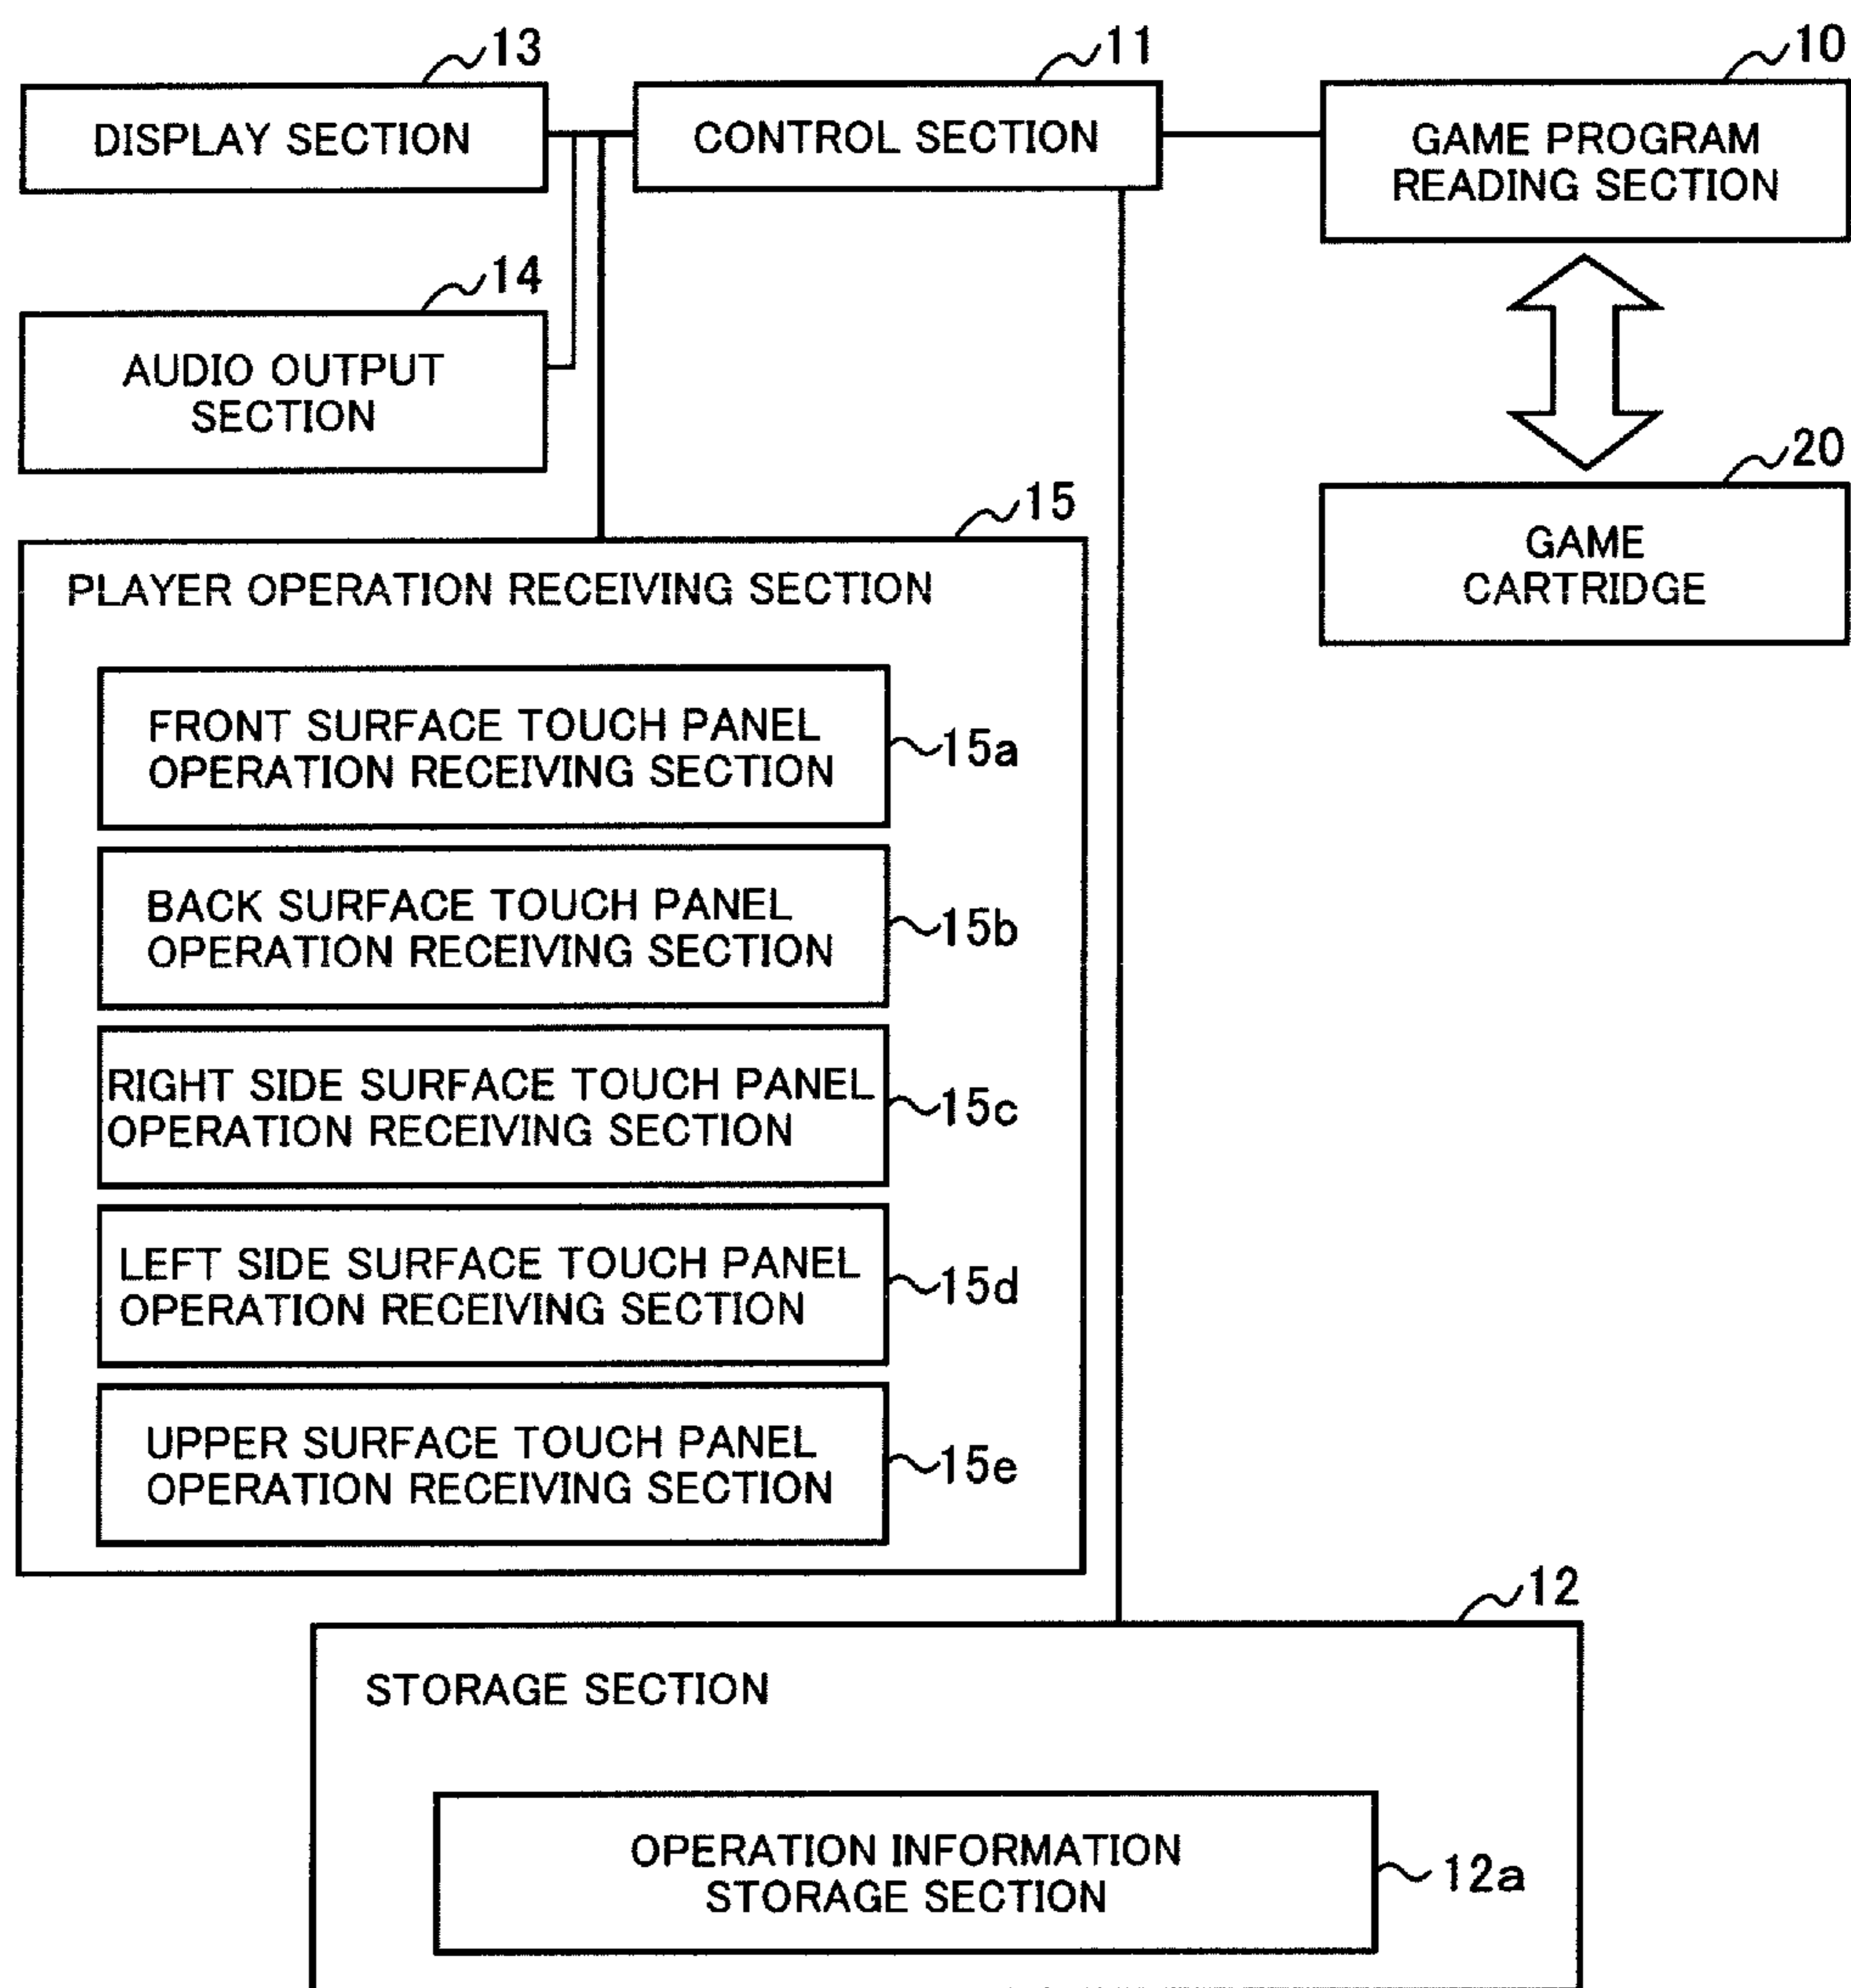 13
DISPLAY SECTION
11
CONTROL SECTION
10
GAME PROGRAM
READING SECTION
14
AUDIO OUTPUT
SECTION
20
GAME
CARTRIDGE
15
PLAYER OPERATION RECEIVING SECTION
FRONT SURFACE TOUCH PANEL
OPERATION RECEIVING SECTION
15a
BACK SURFACE TOUCH PANEL
OPERATION RECEIVING SECTION
15b
RIGHT SIDE SURFACE TOUCH PANEL
OPERATION RECEIVING SECTION
15c
LEFT SIDE SURFACE TOUCH PANEL
OPERATION RECEIVING SECTION
15d
UPPER SURFACE TOUCH PANEL
OPERATION RECEIVING SECTION
15e
12
STORAGE SECTION
OPERATION INFORMATION
STORAGE SECTION
12a